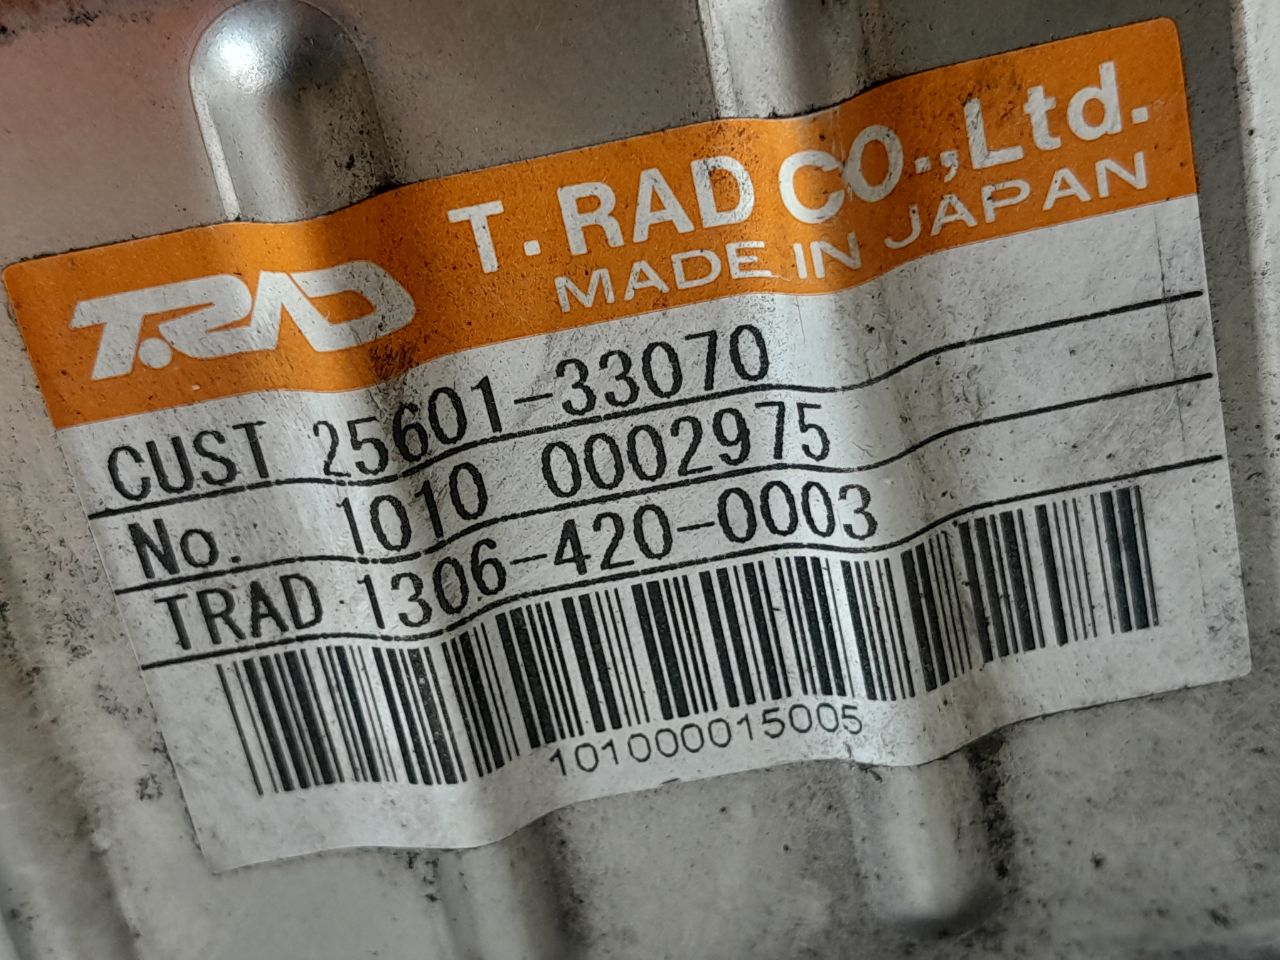 T.RAD
T. RAD CO.,Ltd.
MADE IN JAPAN
CUST 25601-33070
No. 1010 0002975
TRAD 1306-420-0003
101000015005